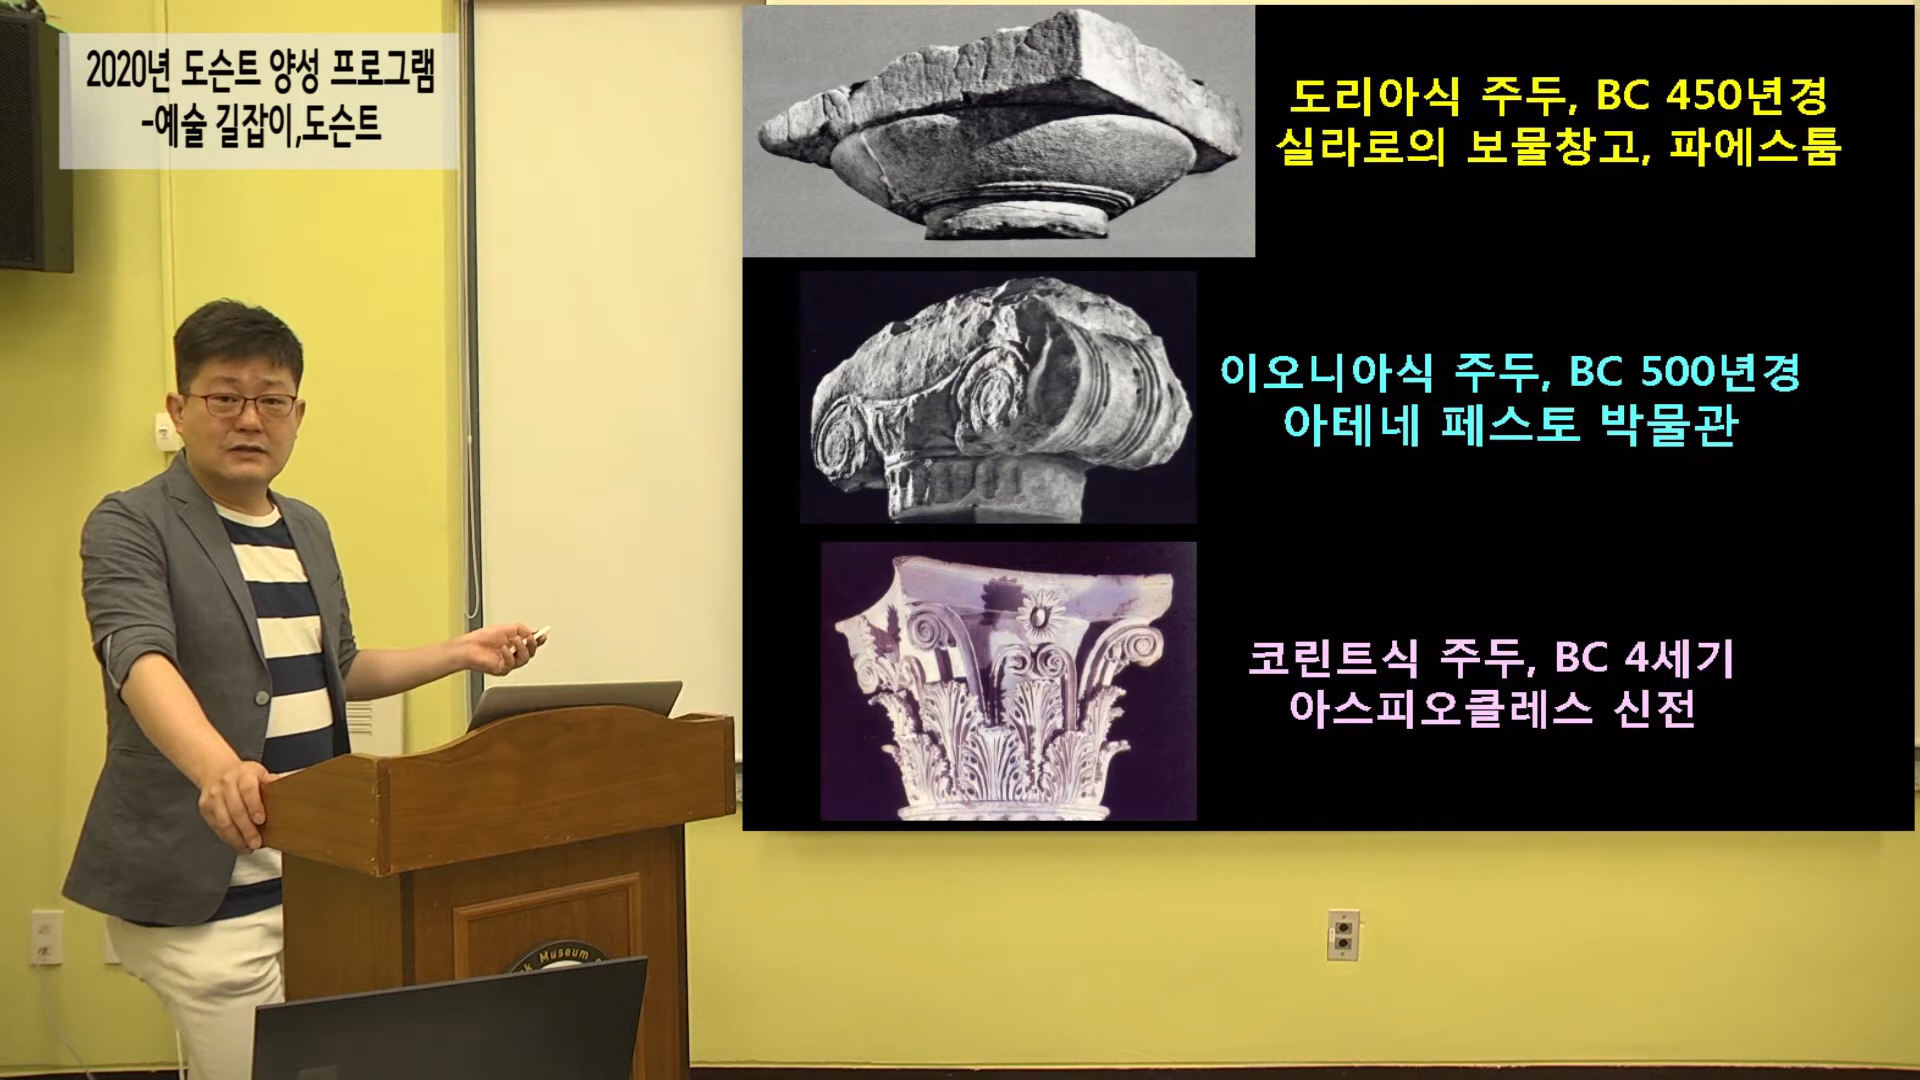 2020년 도슨트 양성 프로그램
-예술 길잡이,도슨트
도리아식 주두, BC 450년경
실라로의 보물창고, 파에스툼
이오니아식 주두, BC 500년경
아테네 페스토 박물관
코린트식 주두, BC 4세기
아스피오클레스 신전
Museum